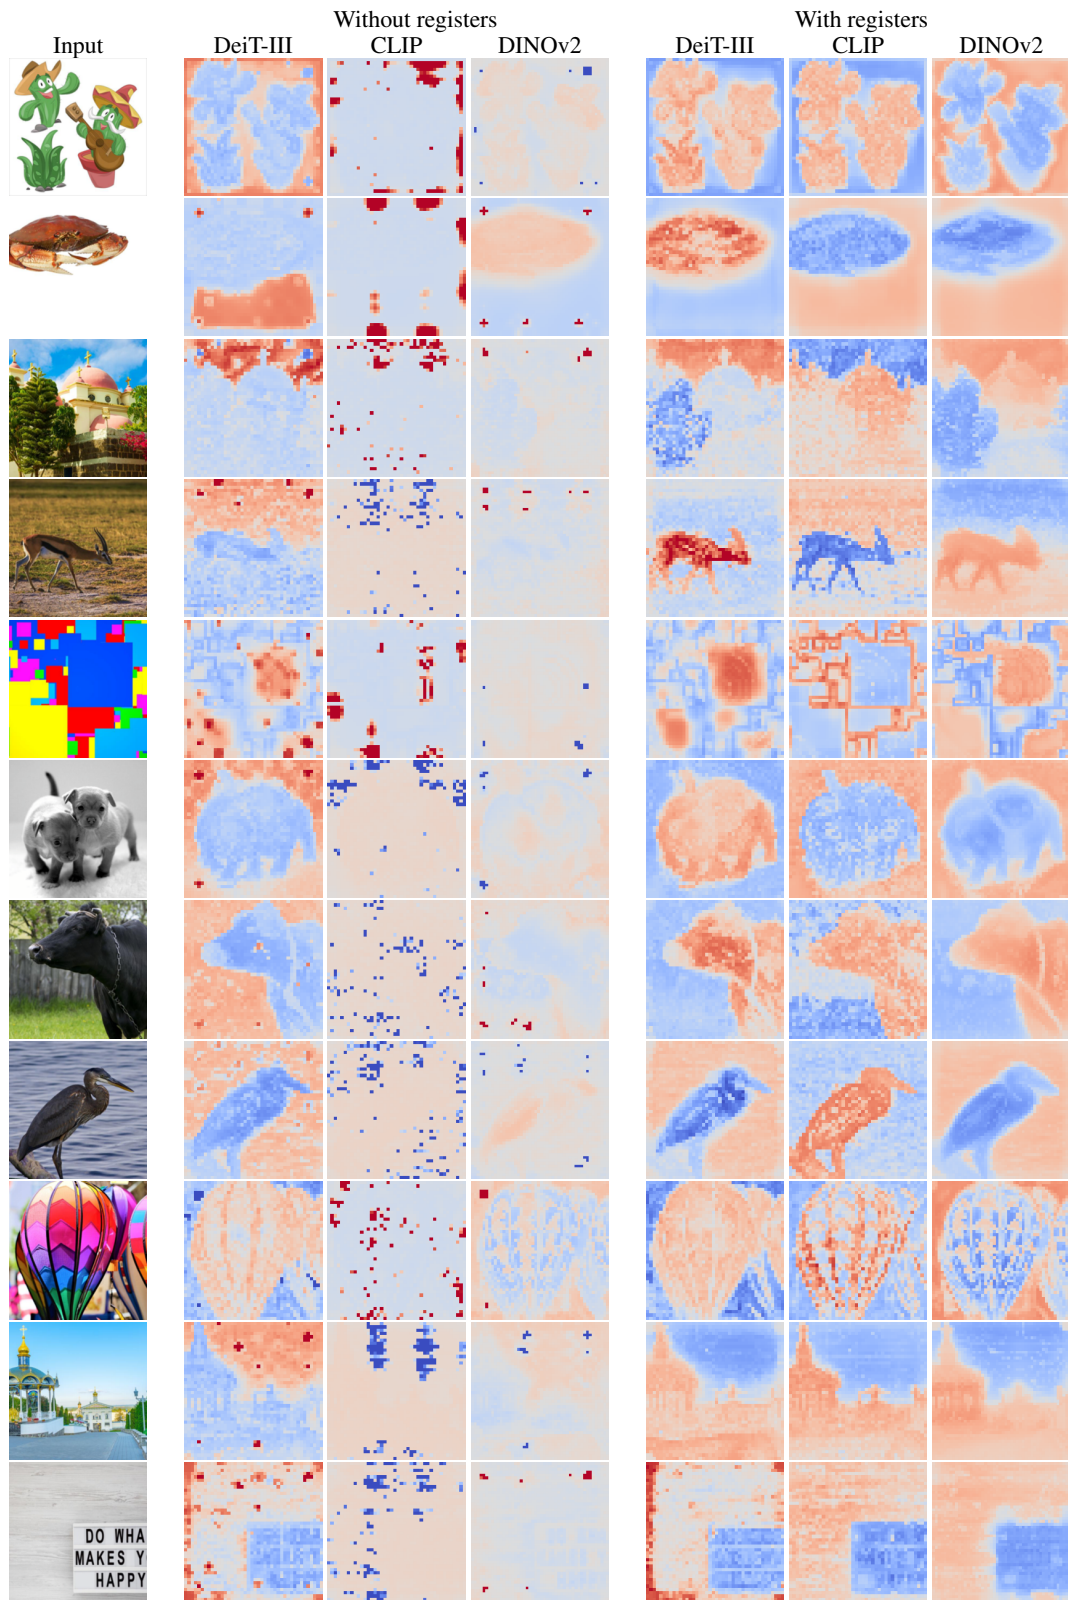 Without registers
With registers
Input
DeiT-III
CLIP
DINOv2
DeiT-III
CLIP
DINOv2
DO WHA
MAKES Y
HAPPY